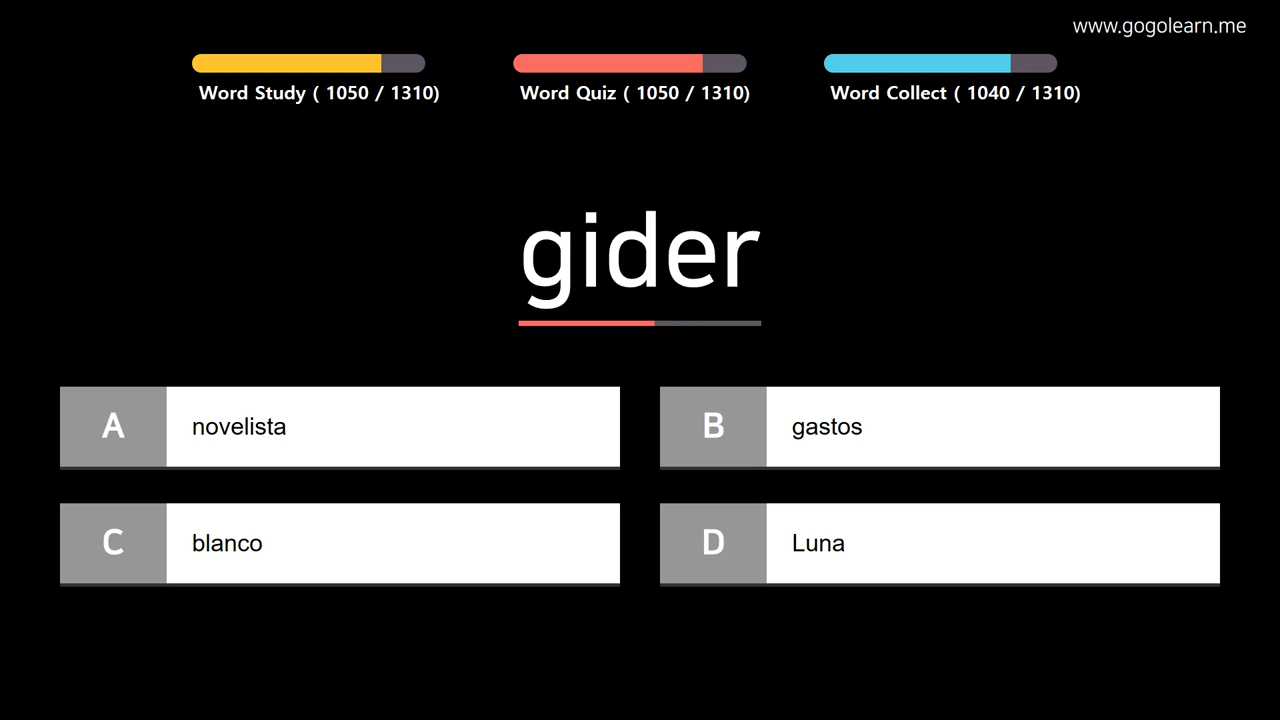 www.gogolearn.me
Word Study ( 1050 / 1310)
Word Quiz ( 1050 / 1310)
Word Collect ( 1040 / 1310)
gider
A
novelista
B
gastos
C
blanco
D
Luna